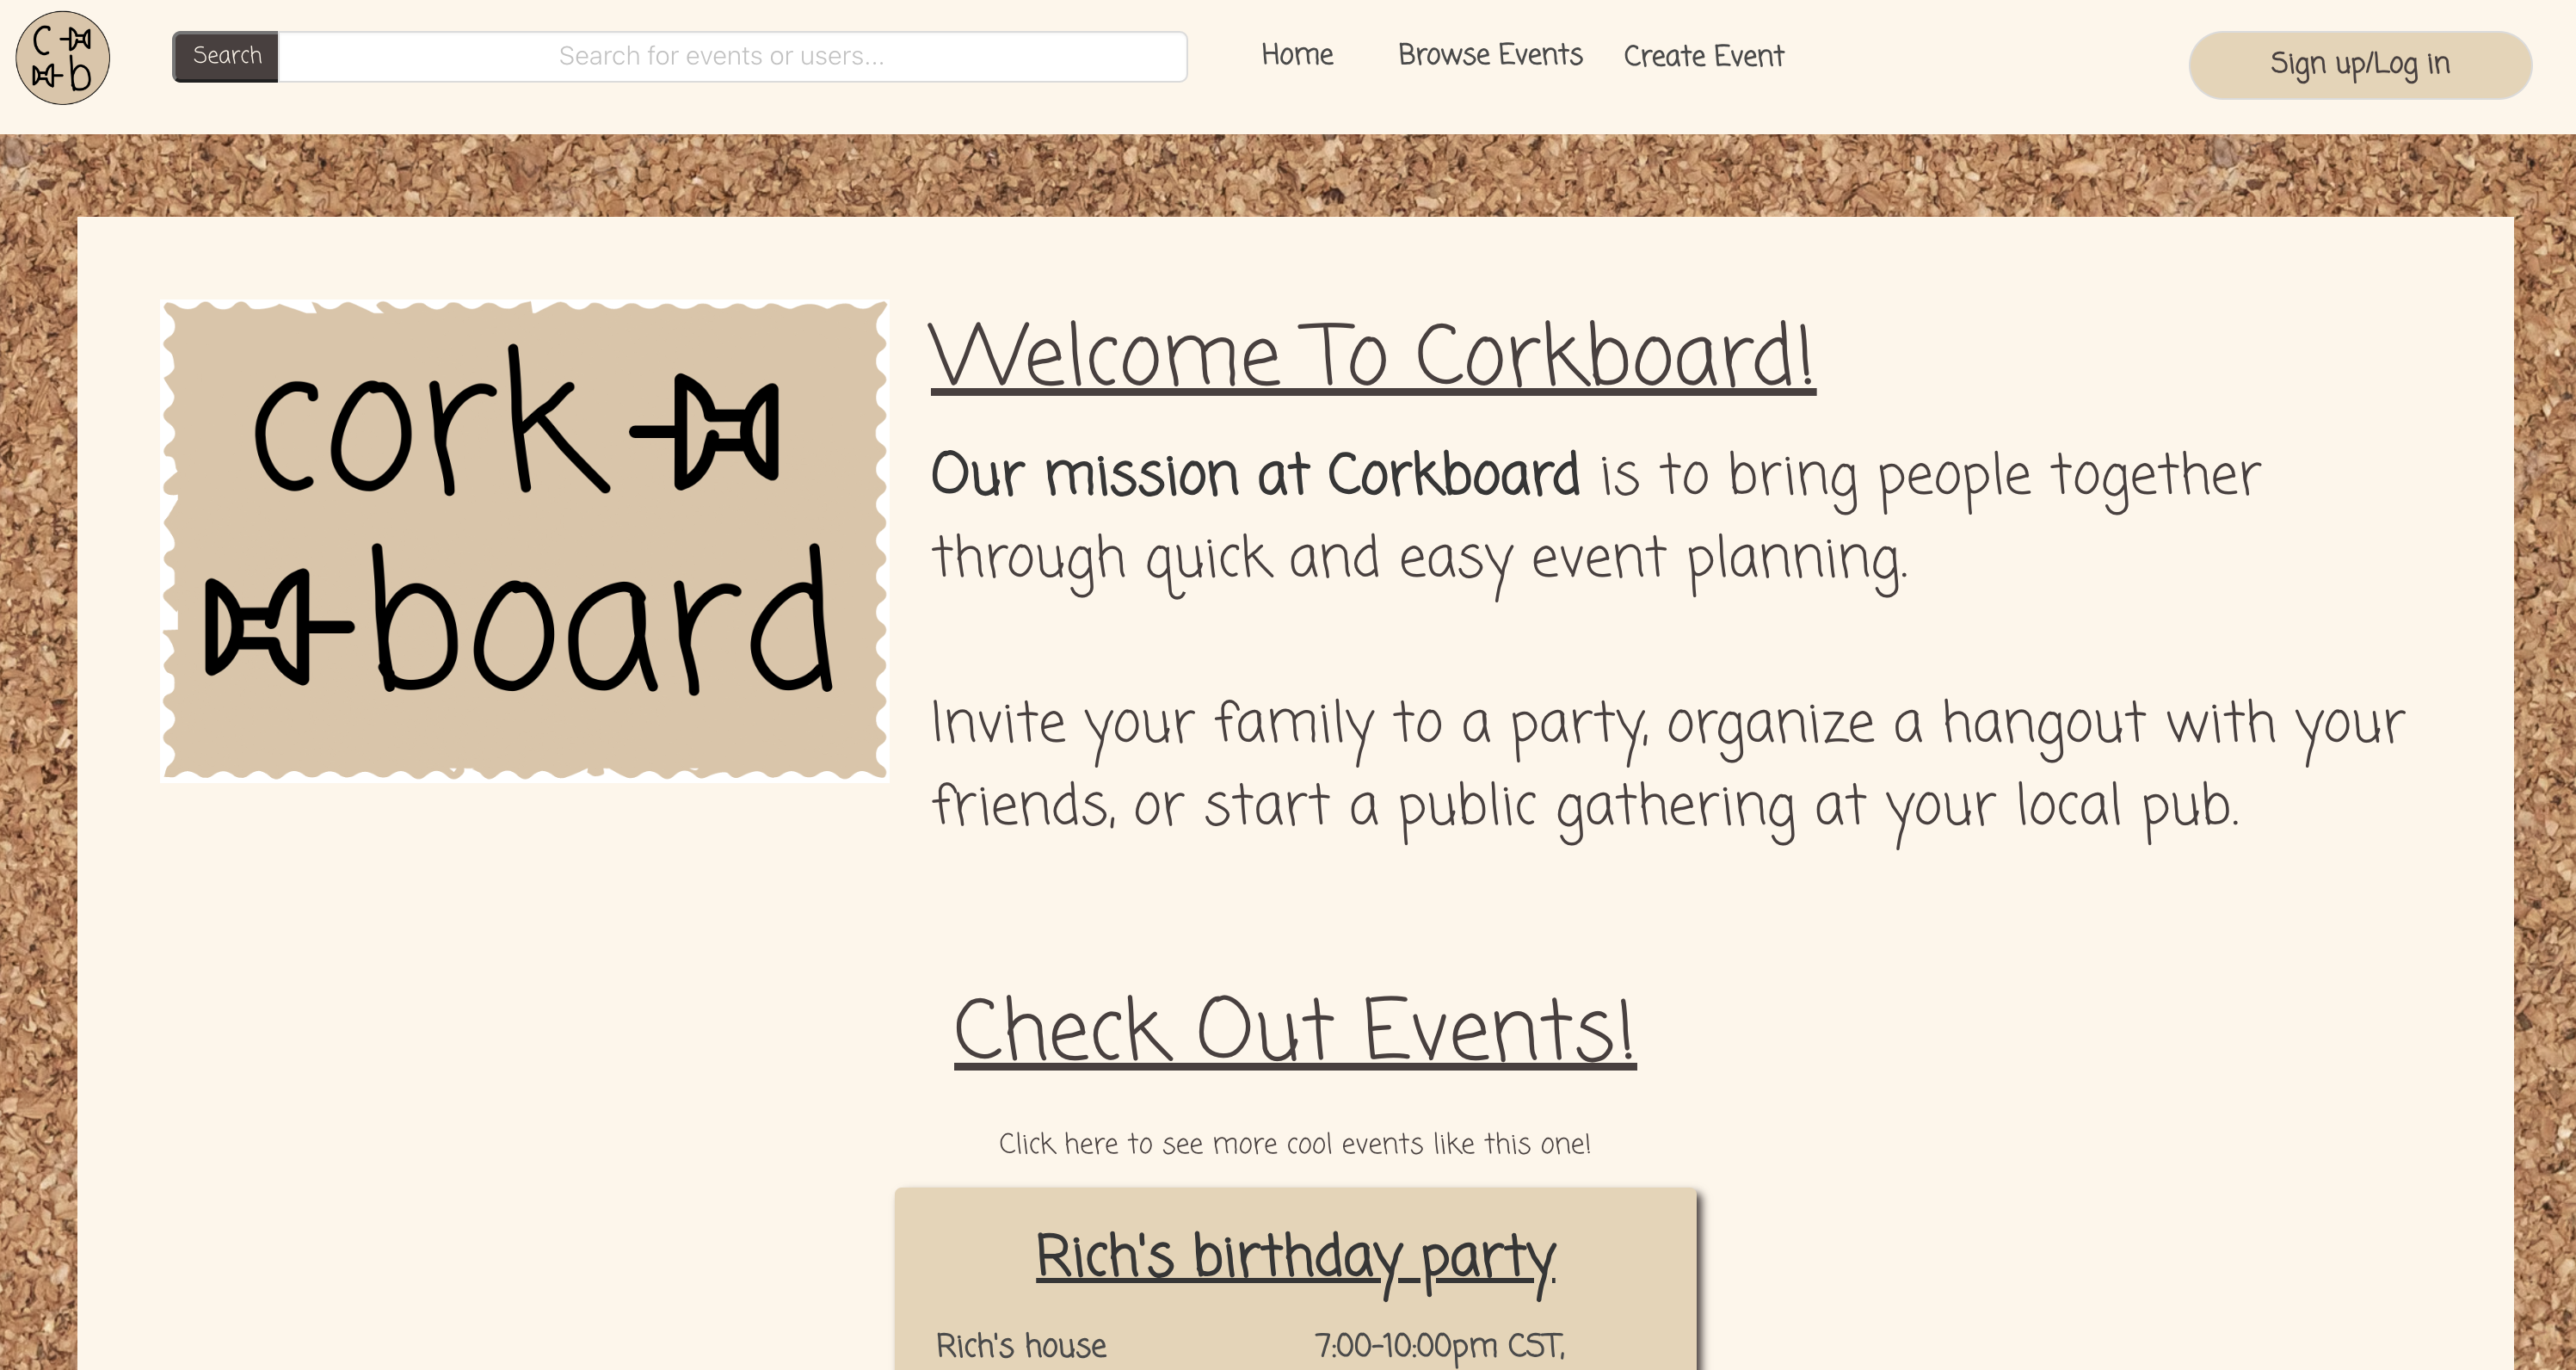 C
b
Search
Search for events or users...
Home
Browse Events
Create Event
Sign up/Log in
cork
board
Welcome To Corkboard!
Our mission at Corkboard is to bring people together
through quick and easy event planning.
Invite your family to a party, organize a hangout with your
friends, or start a public gathering at your local pub.
Check Out Events!
Click here to see more cool events like this one!
Rich's birthday party
Rich's house
7:00-10:00pm CST,